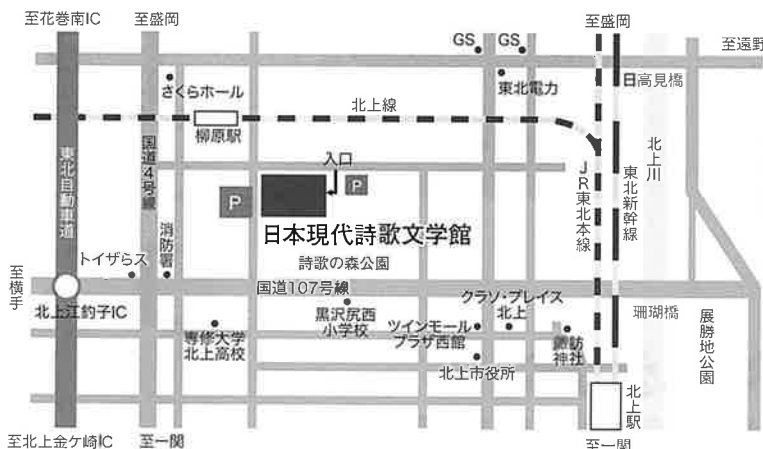 至花巻南IC
至盛岡
GS
GS
至盛岡
至遠野
さくらホール
東北電力
日高見橋
北上線
柳原駅
国道4号線
東北自動車道
入口
P
P
日本現代詩歌文学館
詩歌の森公園
JR東北本線
東北新幹線
北上川
消防署
トイザらス
至横手
北上江釣子IC
国道107号線
黒沢尻西
小学校
クラソ・プレイス
北上
ツインモール
プラザ西館
専修大学
北上高校
諏訪
神社
珊瑚橋
展勝地公園
北上市役所
北上駅
至北上金ケ崎IC
至一関
至一関